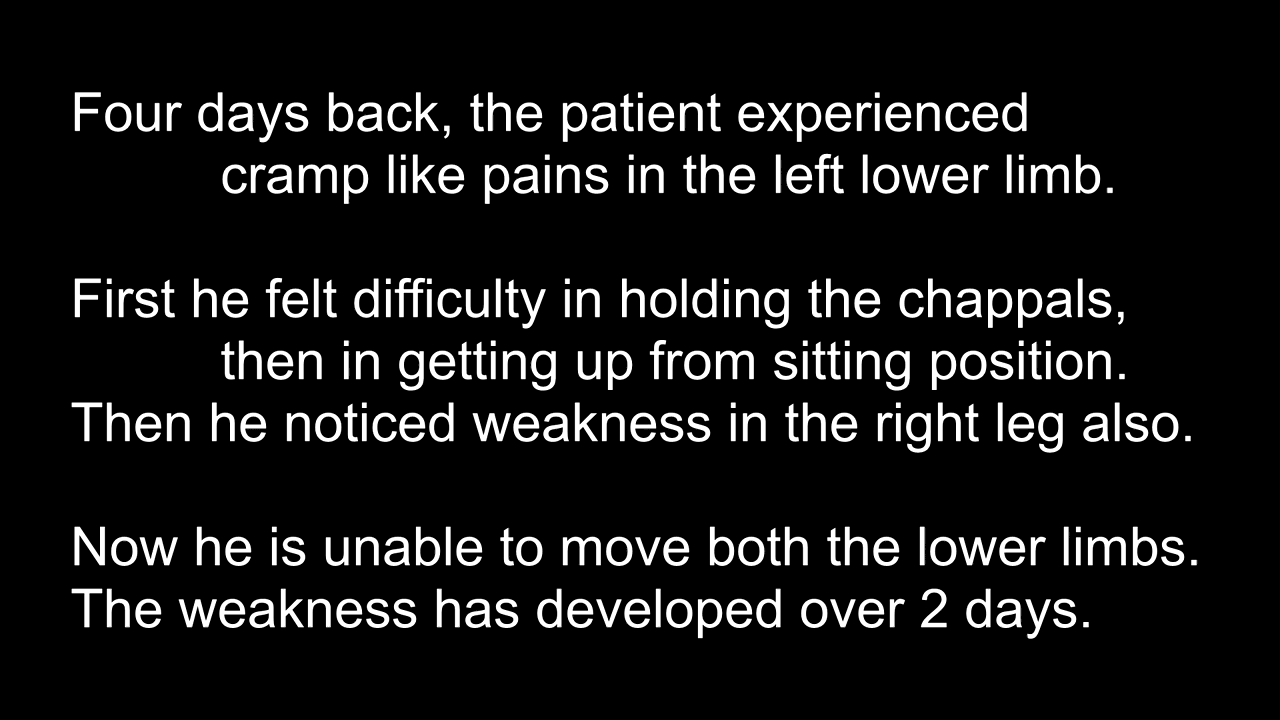 Four days back, the patient experienced
cramp like pains in the left lower limb.
First he felt difficulty in holding the chappals,
then in getting up from sitting position.
Then he noticed weakness in the right leg also.
Now he is unable to move both the lower limbs.
The weakness has developed over 2 days.